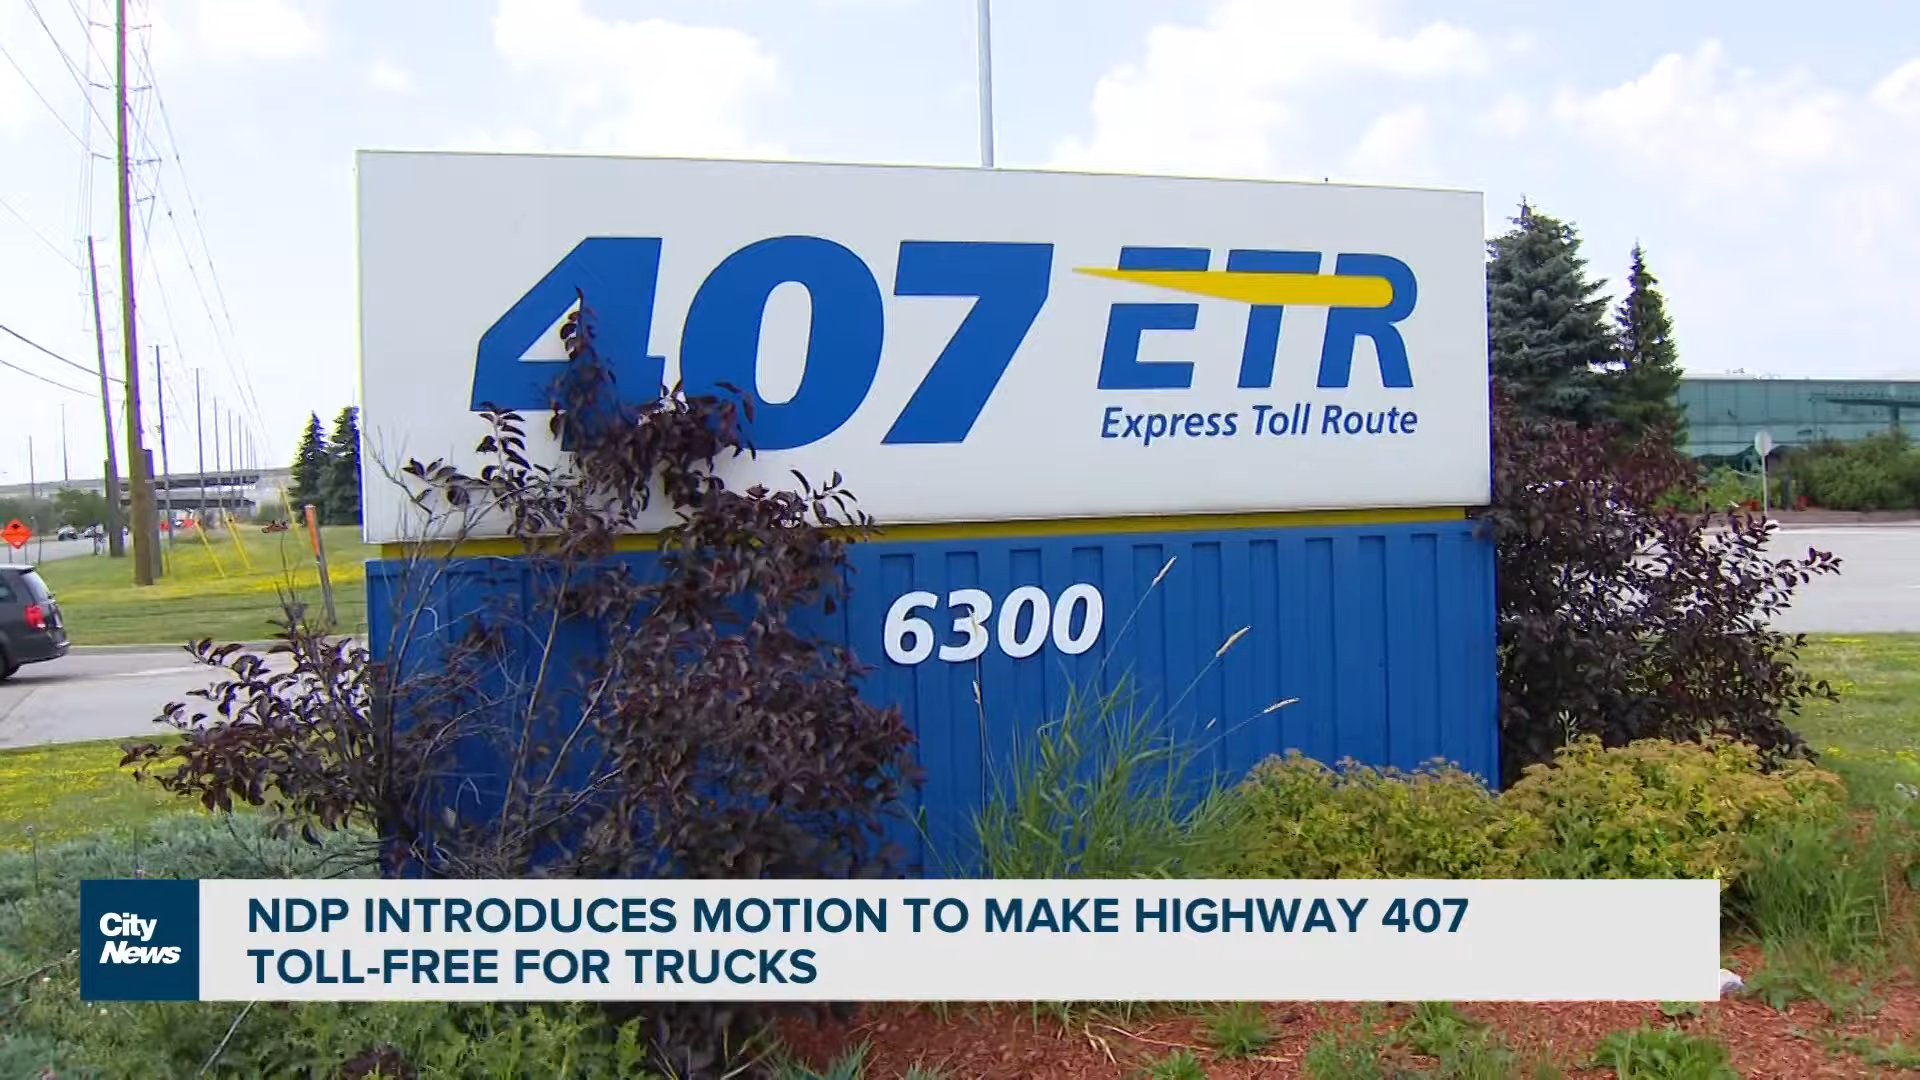 407 ETR
Express Toll Route
6300
City
News
NDP INTRODUCES MOTION TO MAKE HIGHWAY 407
TOLL-FREE FOR TRUCKS